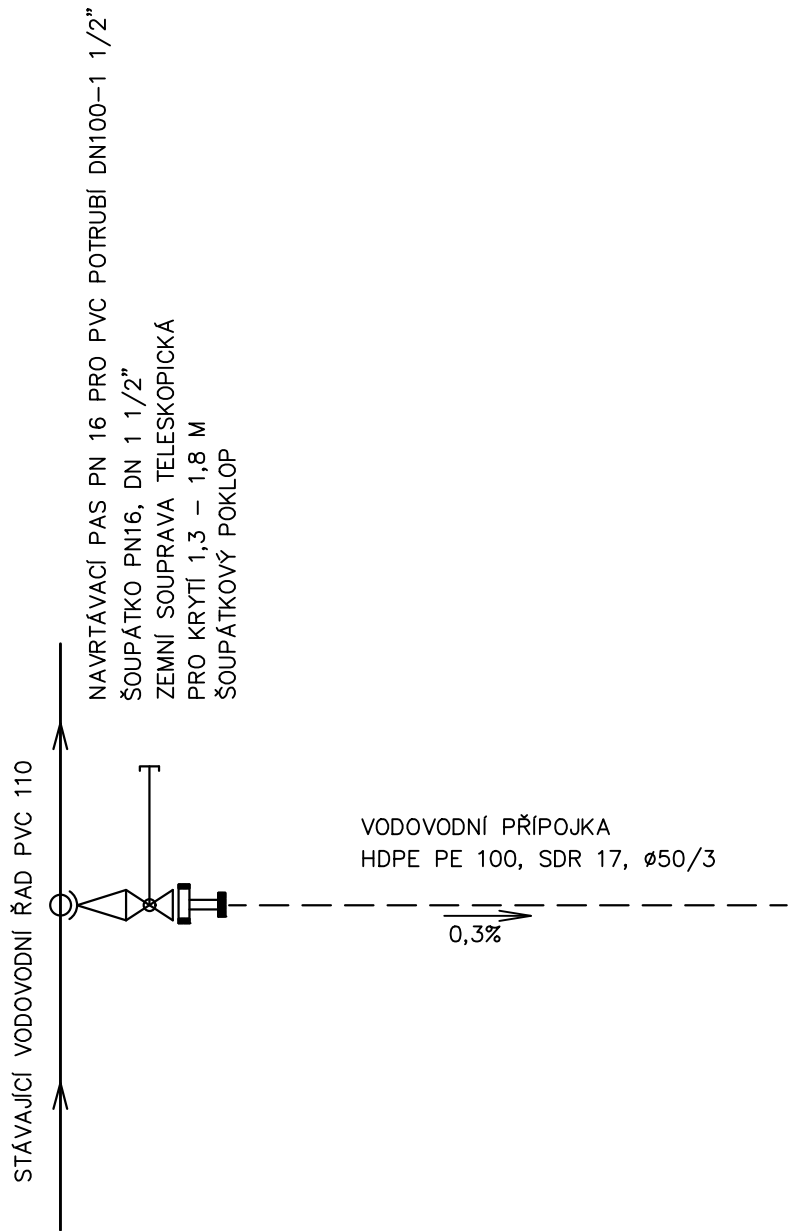 NAVRTÁVACÍ PAS PN 16 PRO PVC POTRUBÍ DN100–1 1/2"
ŠOUPÁTKO PN16, DN 1 1/2"
ZEMNÍ SOUPRAVA TELESKOPICKÁ
PRO KRYTÍ 1,3 – 1,8 M
ŠOUPÁTKOVÝ POKLOP
STÁVAJÍCÍ VODOVODNÍ ŘAD PVC 110
VODOVODNÍ PŘÍPOJKA
HDPE PE 100, SDR 17, ø50/3
0,3%